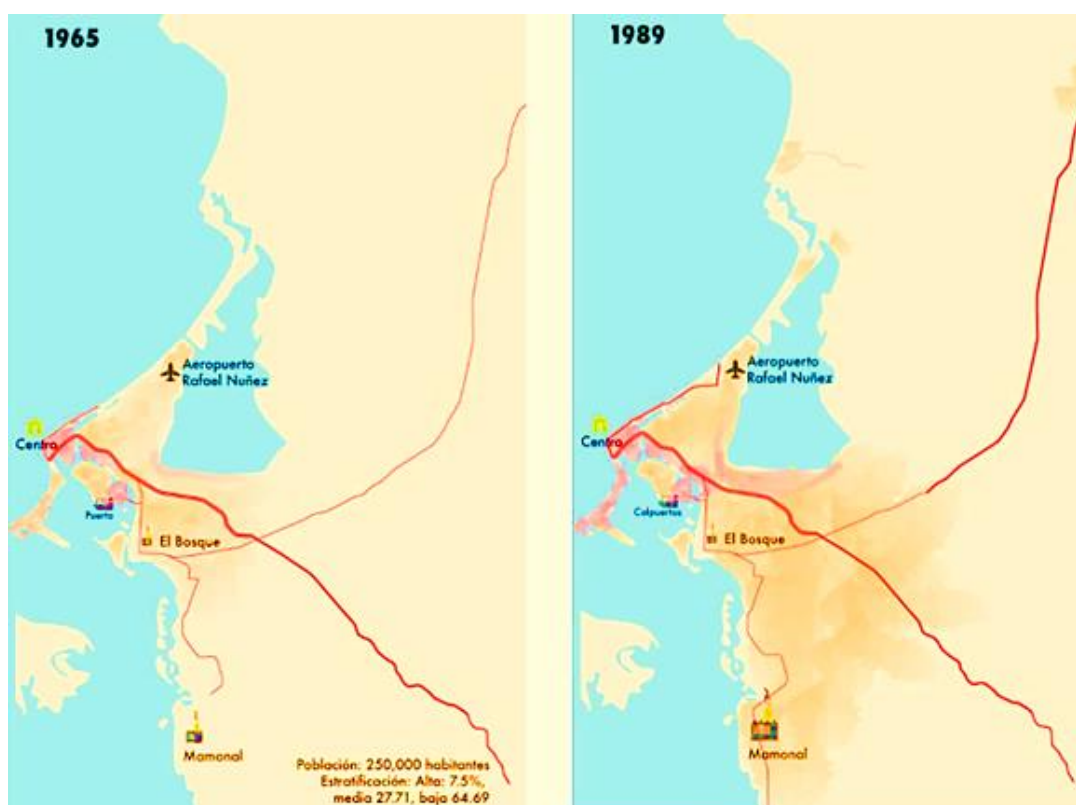 1965
Aeropuerto
Rafael Nuñez
Centro
Puerto
El Bosque
Mamonal
Población: 250,000 habitantes
Estratificación: Alta: 7.5%,
media 27.71, baja 64.69
1989
Aeropuerto
Rafael Nuñez
Centro
Colpuertos
El Bosque
Mamonal